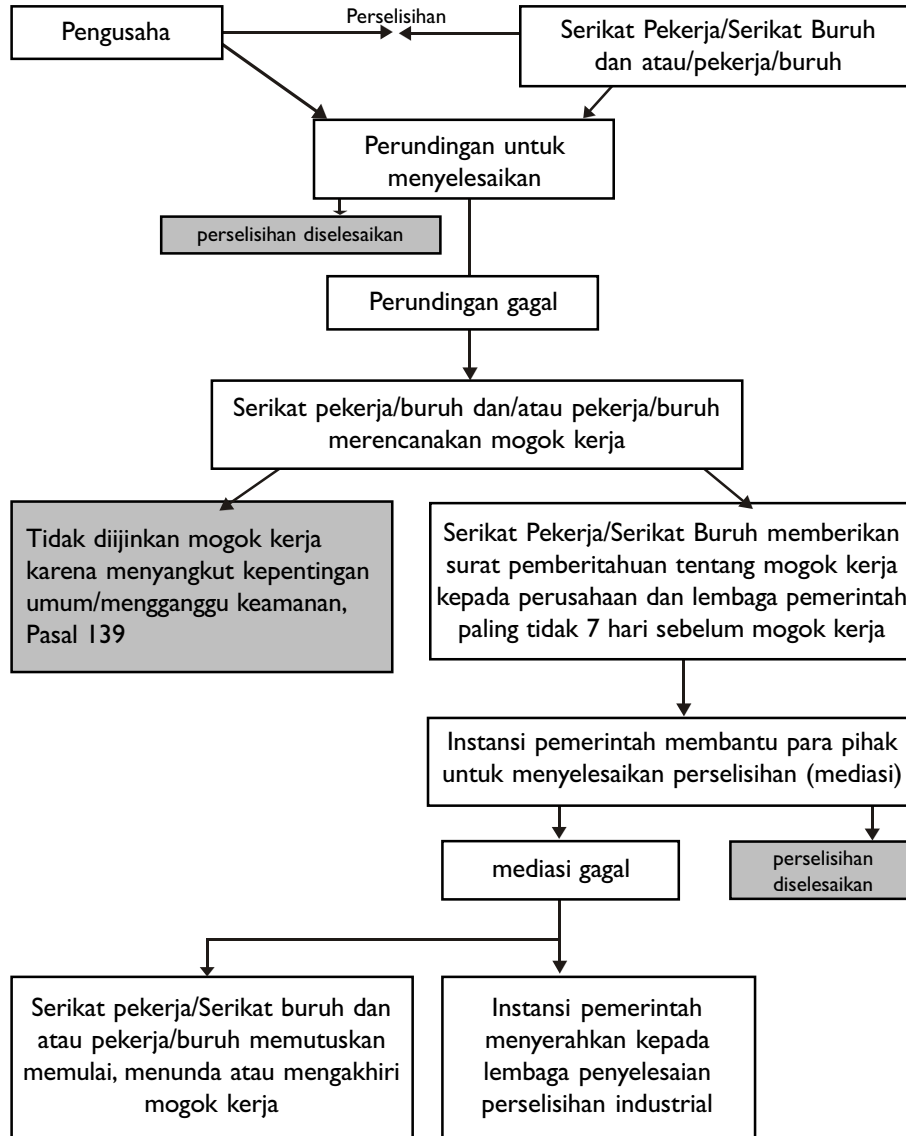 Pengusaha
Perselisihan
Serikat Pekerja/Serikat Buruh
dan atau/pekerja/buruh
Perundingan untuk
menyelesaikan
perselisihan diselesaikan
Perundingan gagal
Serikat pekerja/buruh dan/atau pekerja/buruh
merencanakan mogok kerja
Tidak diijinkan mogok kerja
karena menyangkut kepentingan
umum/mengganggu keamanan,
Pasal 139
Serikat Pekerja/Serikat Buruh memberikan
surat pemberitahuan tentang mogok kerja
kepada perusahaan dan lembaga pemerintah
paling tidak 7 hari sebelum mogok kerja
Instansi pemerintah membantu para pihak
untuk menyelesaikan perselisihan (mediasi)
mediasi gagal
perselisihan
diselesaikan
Serikat pekerja/Serikat buruh dan
atau pekerja/buruh memutuskan
memulai, menunda atau mengakhiri
mogok kerja
Instansi pemerintah
menyerahkan kepada
lembaga penyelesaian
perselisihan industrial